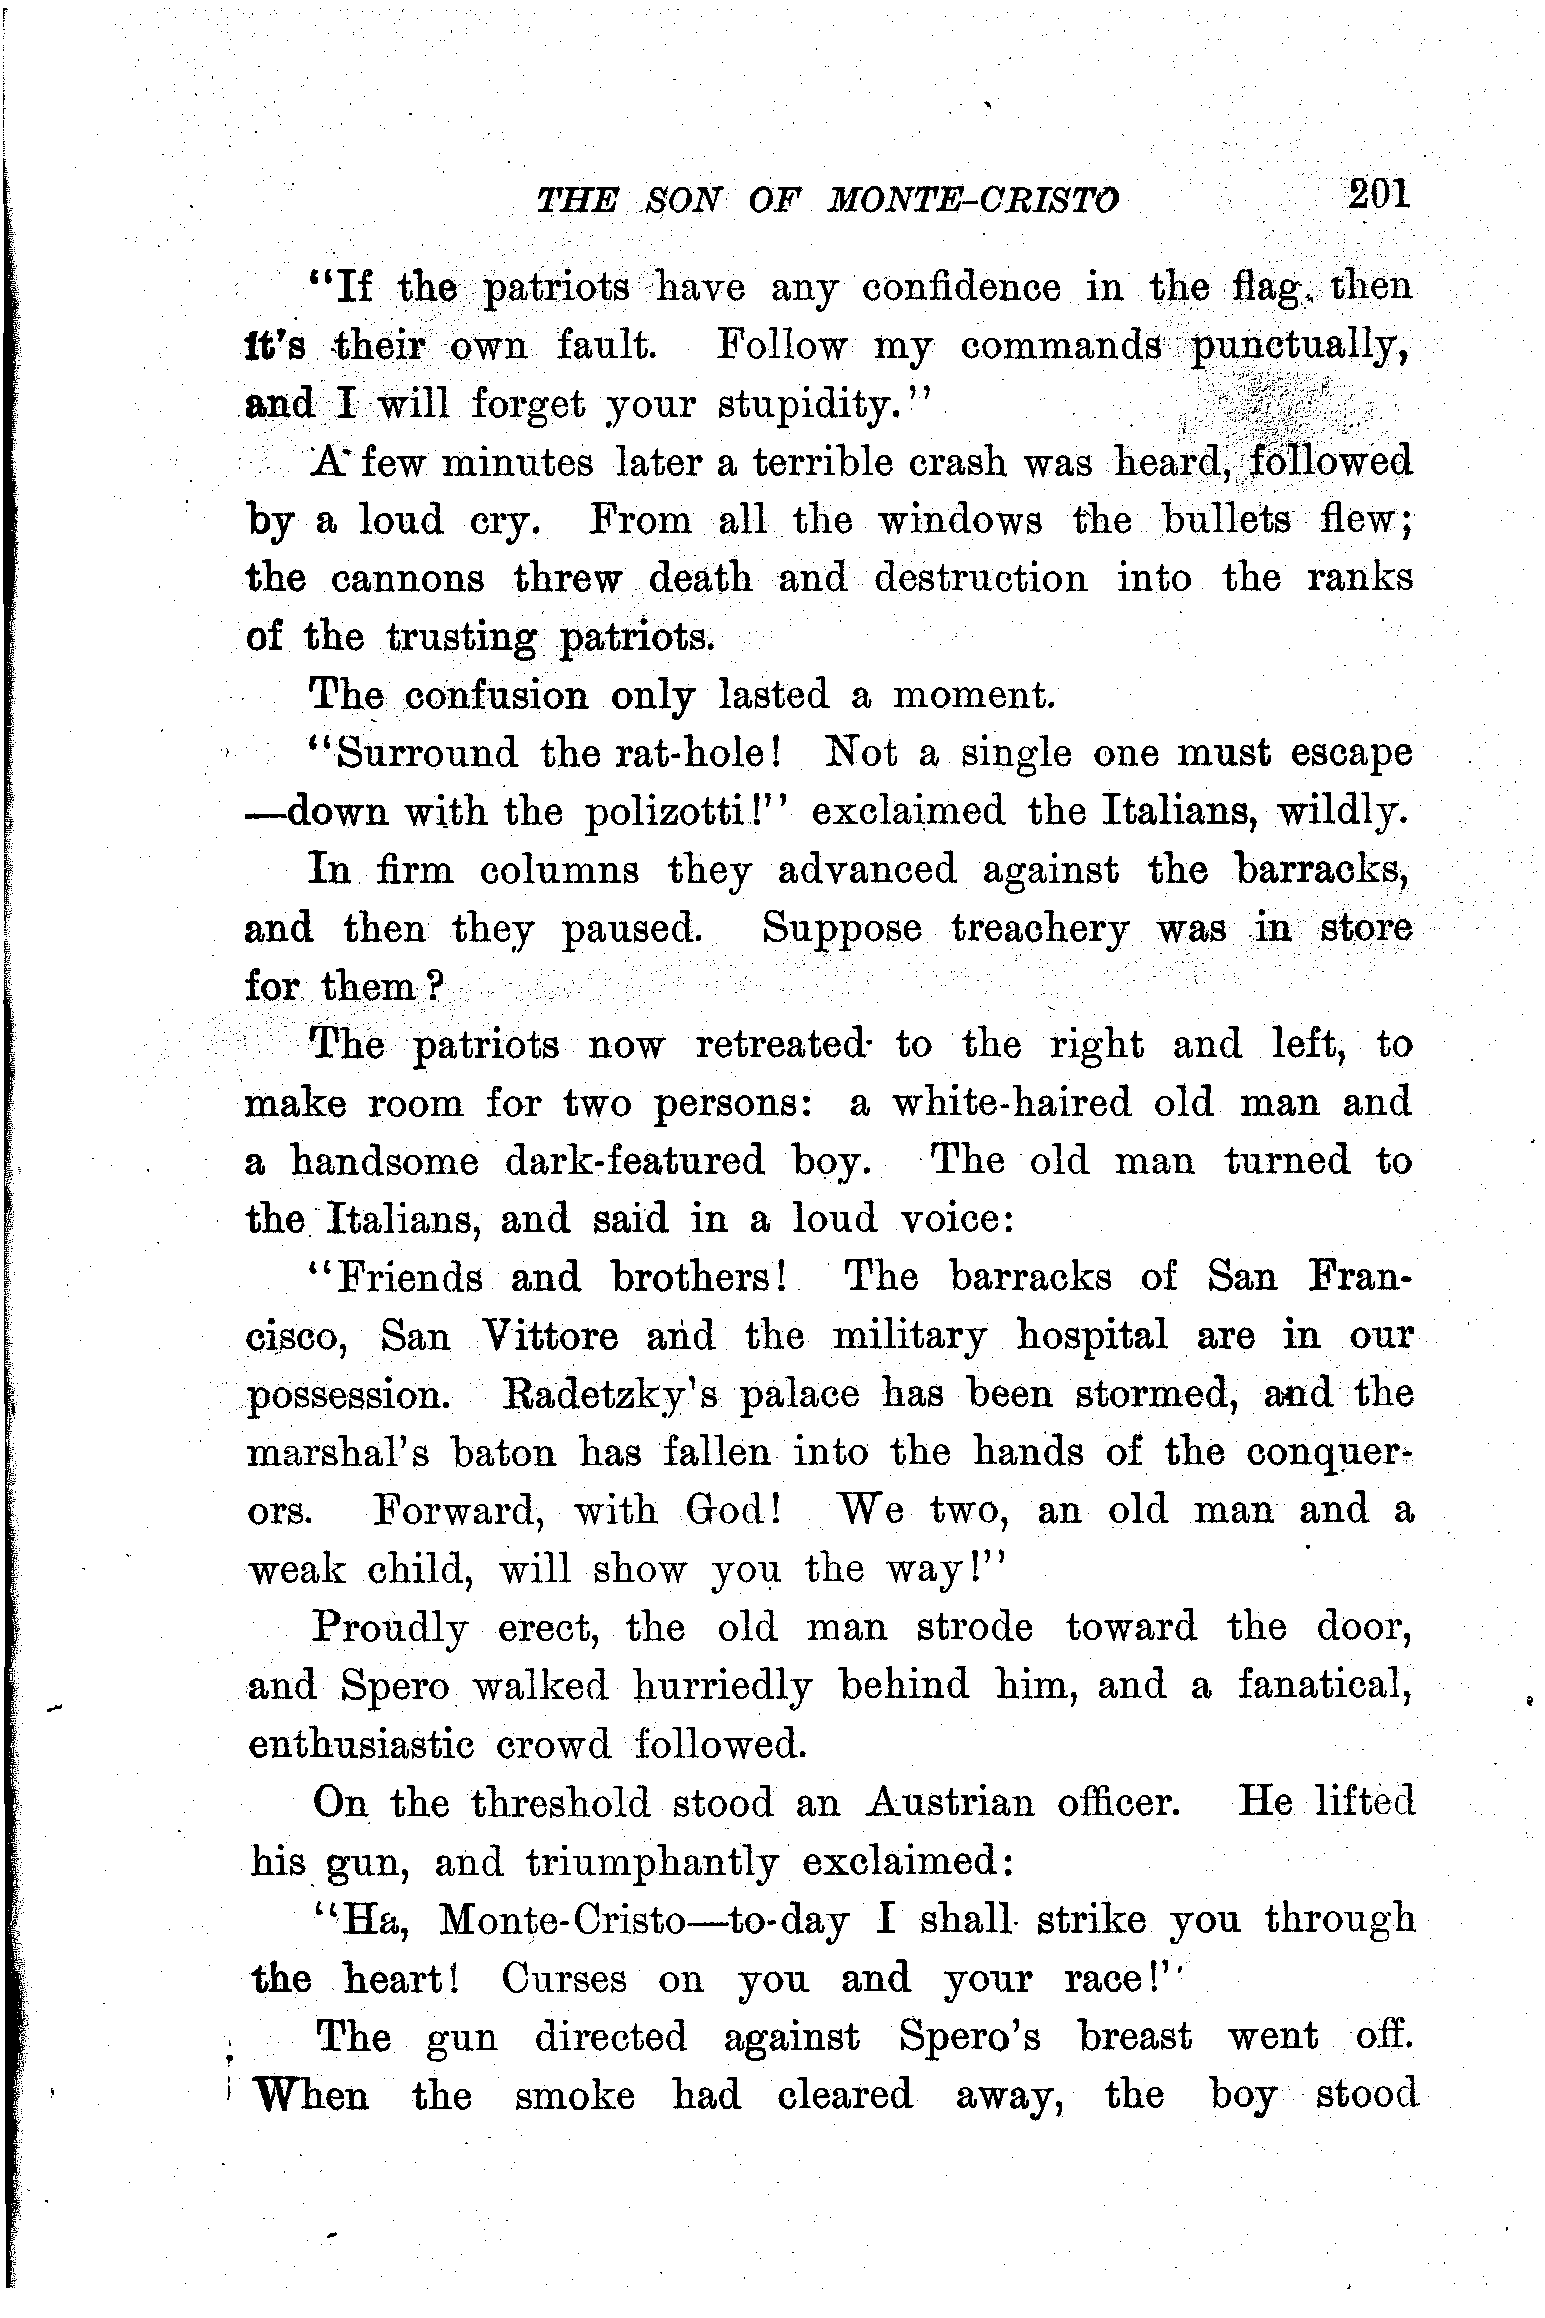 THE SON OF MONTE-CRISTO 201
"If the patriots have any confidence in the flag, then
it's their own fault. Follow my commands punctually,
and I will forget your stupidity."
A few minutes later a terrible crash was heard, followed
by a loud cry. From all the windows the bullets flew;
the cannons threw death and destruction into the ranks
of the trusting patriots.
The confusion only lasted a moment.
"Surround the rat-hole! Not a single one must escape
—down with the polizotti!" exclaimed the Italians, wildly.
In firm columns they advanced against the barracks,
and then they paused. Suppose treachery was in store
for them?
The patriots now retreated to the right and left, to
make room for two persons: a white-haired old man and
a handsome dark-featured boy. The old man turned to
the Italians, and said in a loud voice:
"Friends and brothers! The barracks of San Fran-
cisco, San Vittore and the military hospital are in our
possession. Radetzky's palace has been stormed, and the
marshal's baton has fallen into the hands of the conquer-
ors. Forward, with God! We two, an old man and a
weak child, will show you the way!"
Proudly erect, the old man strode toward the door,
and Spero walked hurriedly behind him, and a fanatical,
enthusiastic crowd followed.
On the threshold stood an Austrian officer. He lifted
his gun, and triumphantly exclaimed:
"Ha, Monte-Cristo—to-day I shall strike you through
the heart! Curses on you and your race!"
The gun directed against Spero's breast went off.
When the smoke had cleared away, the boy stood